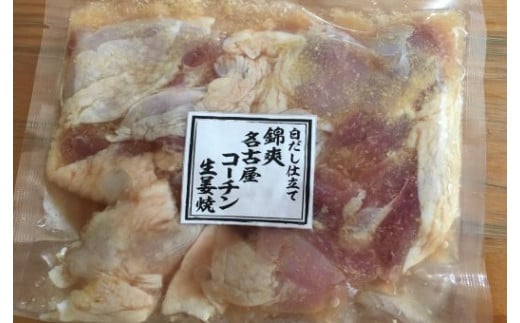 白だし仕立て
錦爽
名古屋
コーチン
生姜焼